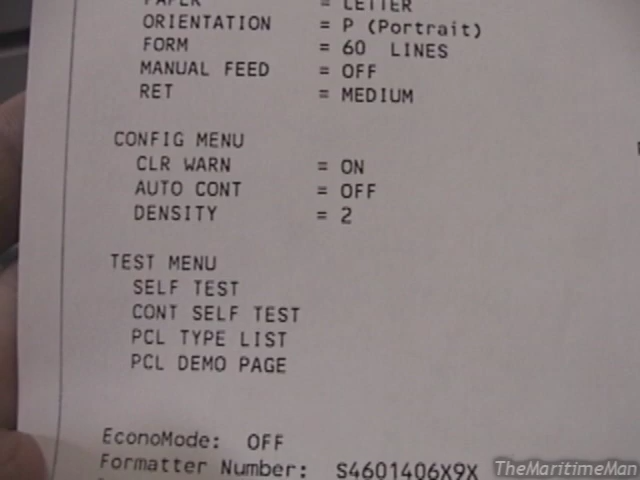 PAPER = LETTER
ORIENTATION = P (Portrait)
FORM = 60 LINES
MANUAL FEED = OFF
RET = MEDIUM
CONFIG MENU
CLR WARN = ON
AUTO CONT = OFF
DENSITY = 2
TEST MENU
SELF TEST
CONT SELF TEST
PCL TYPE LIST
PCL DEMO PAGE
EconoMode: OFF
Formatter Number: S4601406X9X
TheMaritimeMan